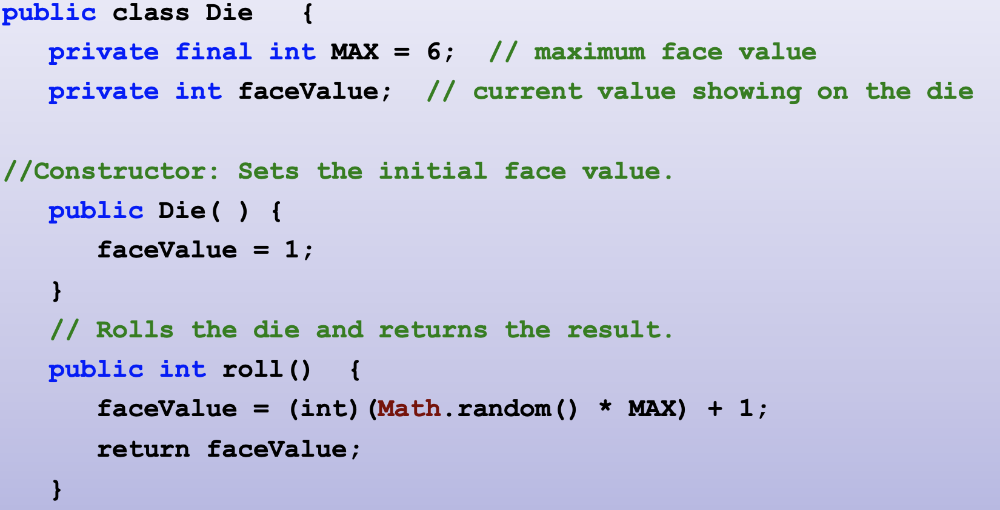 public class Die   {
   private final int MAX = 6;  // maximum face value
   private int faceValue;  // current value showing on the die
//Constructor: Sets the initial face value.
   public Die( ) {
      faceValue = 1;
   }
   // Rolls the die and returns the result.
   public int roll()  {
      faceValue = (int)(Math.random() * MAX) + 1;
      return faceValue;
   }